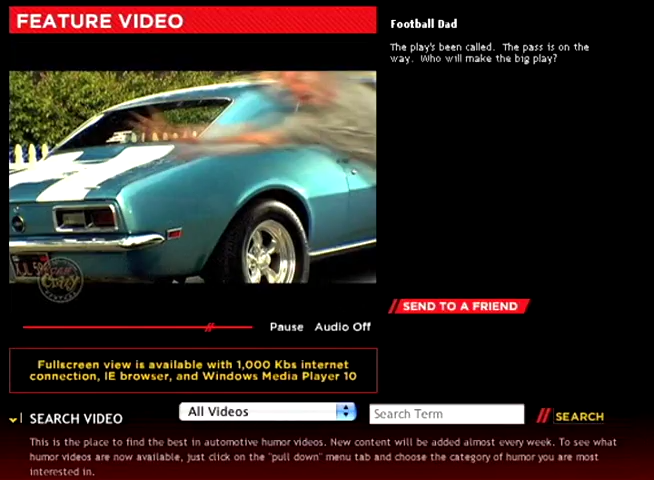 FEATURE VIDEO
Football Dad
The play's been called. The pass is on the
way. Who will make the big play?
Crazy
SEND TO A FRIEND
Pause Audio Off
Fullscreen view is available with 1,000 Kbs internet
connection, IE browser, and Windows Media Player 10
SEARCH VIDEO All Videos Search Term SEARCH
This is the place to find the best in automotive humor videos. New content will be added almost every week. To see what
humor videos are now available, just click on the "pull down" menu tab and choose the category of humor you are most
interested in.